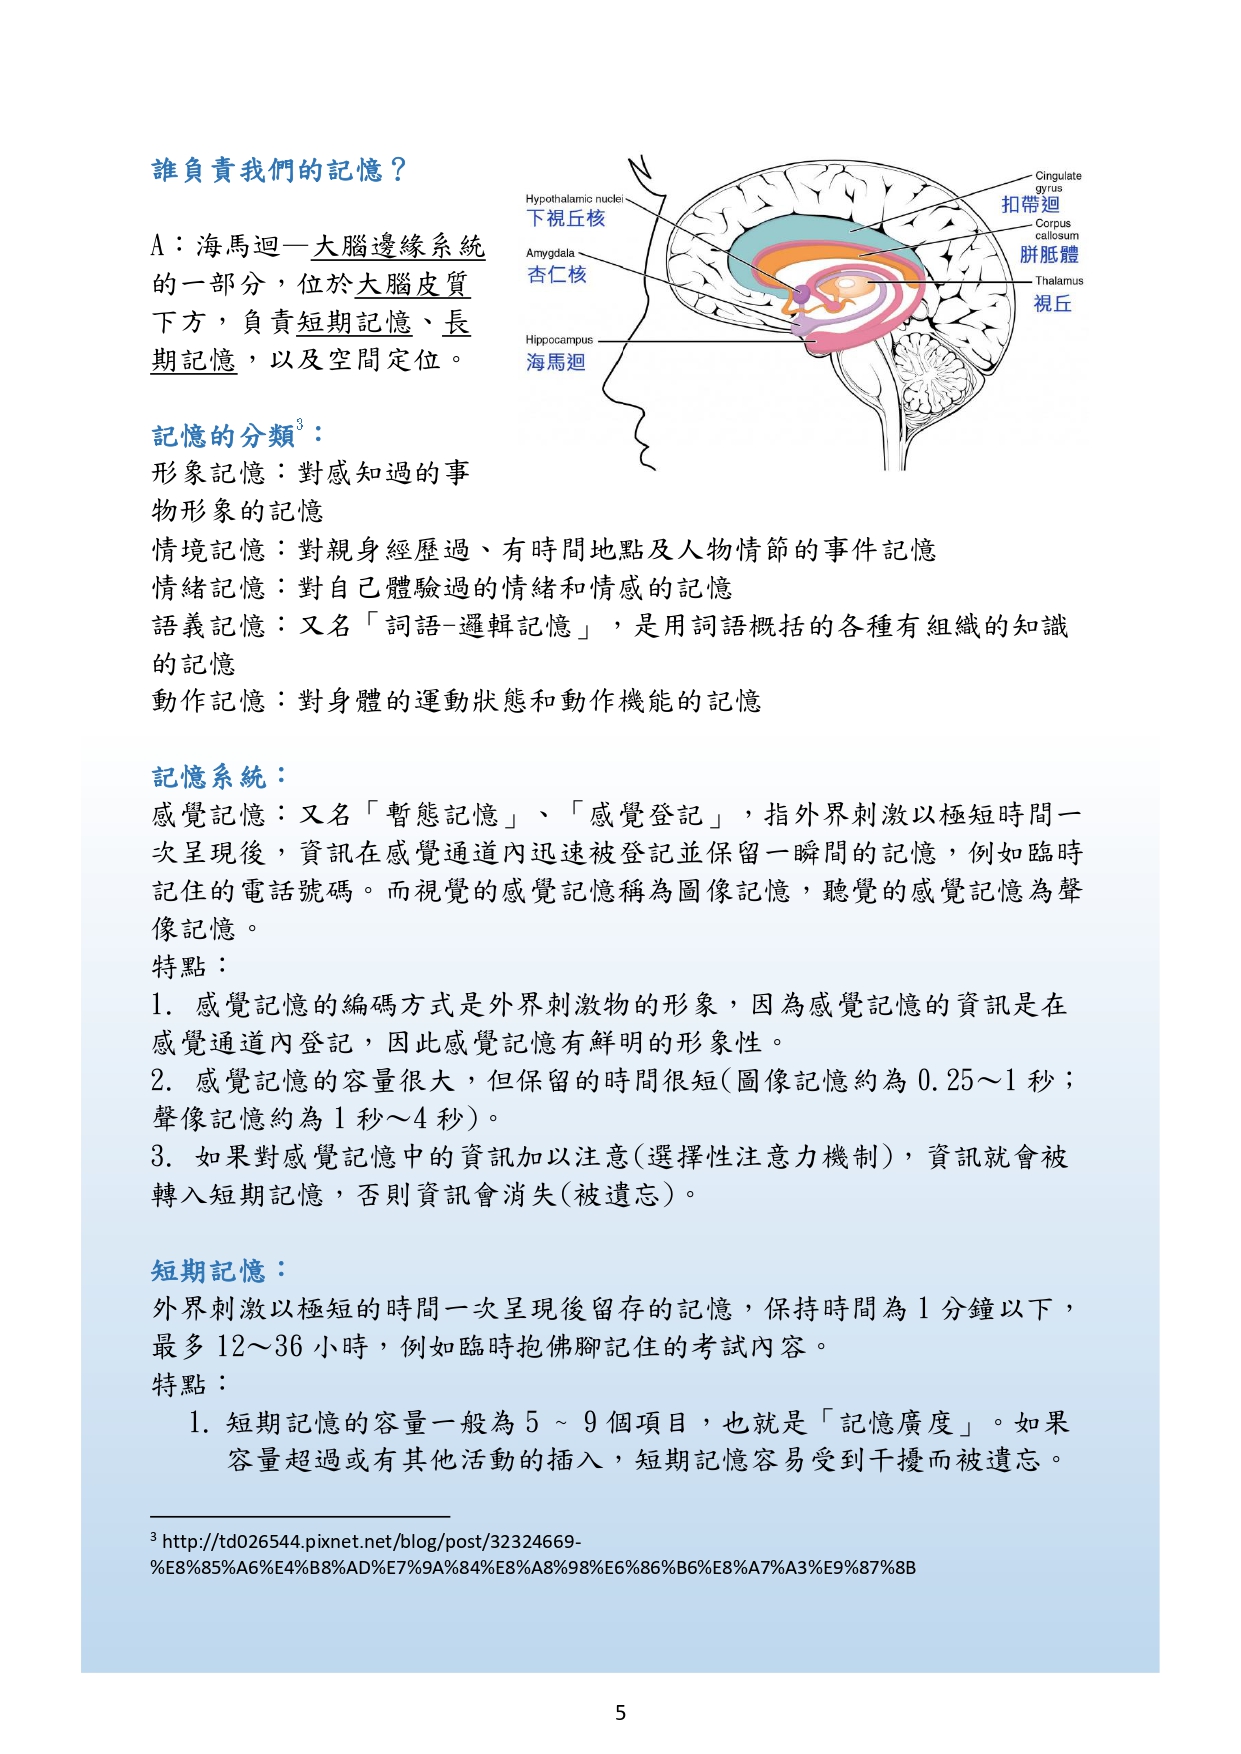 誰負責我們的記憶？
A：海馬迴—大腦邊緣系統
的一部分，位於大腦皮質
下方，負責短期記憶、長
期記憶，以及空間定位。
Hypothalamic nuclei
下視丘核
Amygdala
杏仁核
Hippocampus
海馬迴
Cingulate
gyrus
扣帶迴
Corpus
callosum
胼胝體
Thalamus
視丘
記憶的分類3：
形象記憶：對感知過的事
物形象的記憶
情境記憶：對親身經歷過、有時間地點及人物情節的事件記憶
情緒記憶：對自己體驗過的情緒和情感的記憶
語義記憶：又名「詞語-邏輯記憶」，是用詞語概括的各種有組織的知識
的記憶
動作記憶：對身體的運動狀態和動作機能的記憶
記憶系統：
感覺記憶：又名「暫態記憶」、「感覺登記」，指外界刺激以極短時間一
次呈現後，資訊在感覺通道內迅速被登記並保留一瞬間的記憶，例如臨時
記住的電話號碼。而視覺的感覺記憶稱為圖像記憶，聽覺的感覺記憶為聲
像記憶。
特點：
1. 感覺記憶的編碼方式是外界刺激物的形象，因為感覺記憶的資訊是在
感覺通道內登記，因此感覺記憶有鮮明的形象性。
2. 感覺記憶的容量很大，但保留的時間很短(圖像記憶約為 0.25～1 秒；
聲像記憶約為 1 秒～4 秒)。
3. 如果對感覺記憶中的資訊加以注意(選擇性注意力機制)，資訊就會被
轉入短期記憶，否則資訊會消失(被遺忘)。
短期記憶：
外界刺激以極短的時間一次呈現後留存的記憶，保持時間為 1 分鐘以下，
最多 12～36 小時，例如臨時抱佛腳記住的考試內容。
特點：
1. 短期記憶的容量一般為 5 ~ 9 個項目，也就是「記憶廣度」。如果
容量超過或有其他活動的插入，短期記憶容易受到干擾而被遺忘。
3 http://td026544.pixnet.net/blog/post/32324669-
%E8%85%A6%E4%B8%AD%E7%9A%84%E8%A8%98%E6%86%B6%E8%A7%A3%E9%87%8B
5